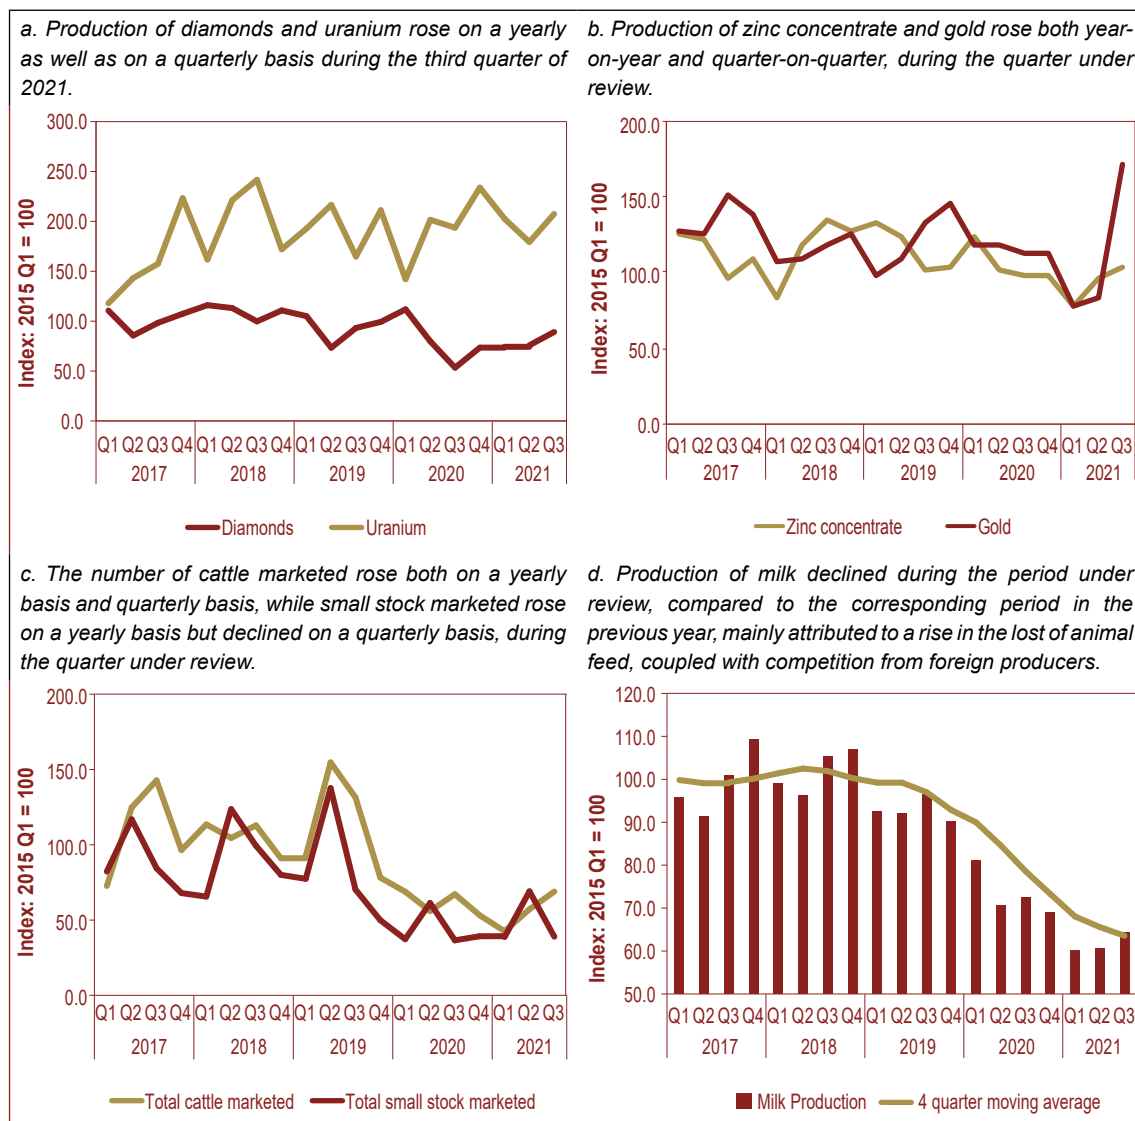 a. Production of diamonds and uranium rose on a yearly
as well as on a quarterly basis during the third quarter of
2021.
300.0
250.0
200.0
150.0
100.0
50.0
0.0
Index: 2015 Q1 = 100
Q1 Q2 Q3 Q4 Q1 Q2 Q3 Q4 Q1 Q2 Q3 Q4 Q1 Q2 Q3 Q4 Q1 Q2 Q3
2017 2018 2019 2020 2021
Diamonds Uranium
b. Production of zinc concentrate and gold rose both year-
on-year and quarter-on-quarter, during the quarter under
review.
200.0
150.0
100.0
50.0
0.0
Index: 2015 Q1 = 100
Q1 Q2 Q3 Q4 Q1 Q2 Q3 Q4 Q1 Q2 Q3 Q4 Q1 Q2 Q3 Q4 Q1 Q2 Q3
2017 2018 2019 2020 2021
Zinc concentrate Gold
c. The number of cattle marketed rose both on a yearly
basis and quarterly basis, while small stock marketed rose
on a yearly basis but declined on a quarterly basis, during
the quarter under review.
200.0
150.0
100.0
50.0
0.0
Index: 2015 Q1 = 100
Q1 Q2 Q3 Q4 Q1 Q2 Q3 Q4 Q1 Q2 Q3 Q4 Q1 Q2 Q3 Q4 Q1 Q2 Q3
2017 2018 2019 2020 2021
Total cattle marketed Total small stock marketed
d. Production of milk declined during the period under
review, compared to the corresponding period in the
previous year, mainly attributed to a rise in the lost of animal
feed, coupled with competition from foreign producers.
120.0
110.0
100.0
90.0
80.0
70.0
60.0
50.0
Index: 2015 Q1 = 100
Q1 Q2 Q3 Q4 Q1 Q2 Q3 Q4 Q1 Q2 Q3 Q4 Q1 Q2 Q3 Q4 Q1 Q2 Q3
2017 2018 2019 2020 2021
Milk Production 4 quarter moving average